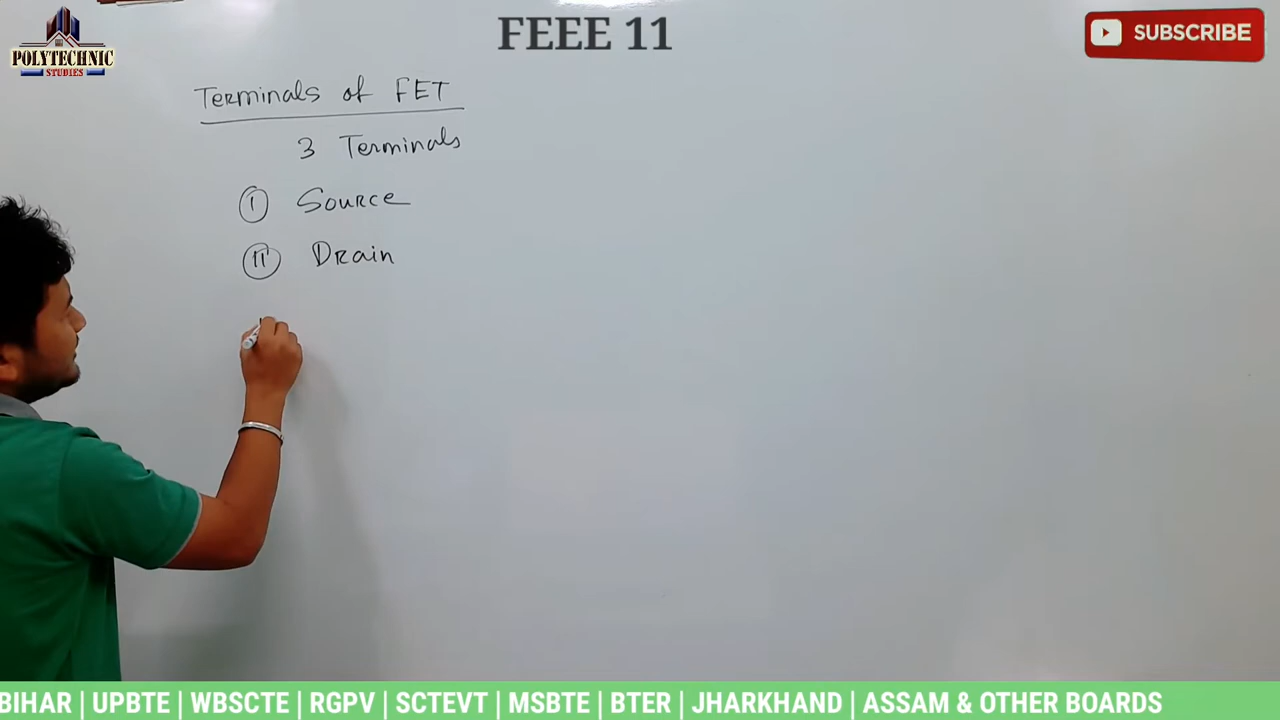 FEEE 11
POLYTECHNIC
STUDIES
SUBSCRIBE
Terminals of FET
3 Terminals
I Source
II Drain
BIHAR | UPBTE | WBSCTE | RGPV | SCTEVT | MSBTE | BTER | JHARKHAND | ASSAM & OTHER BOARDS